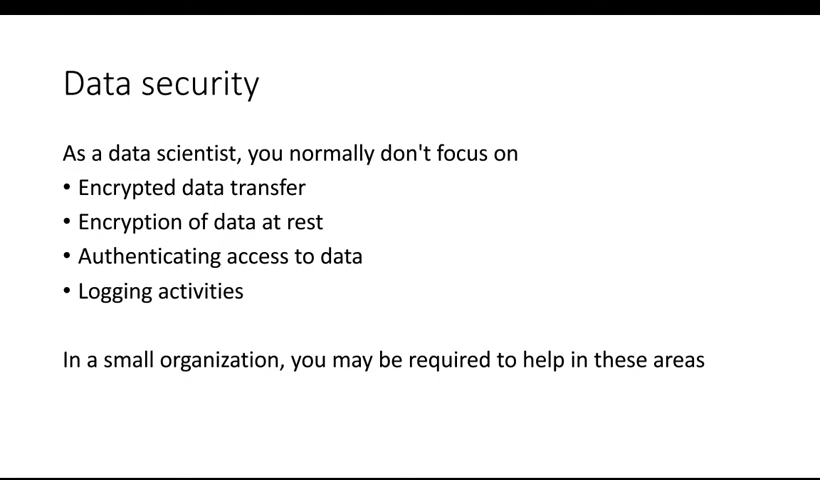 Data security
As a data scientist, you normally don't focus on
• Encrypted data transfer
• Encryption of data at rest
• Authenticating access to data
• Logging activities
In a small organization, you may be required to help in these areas